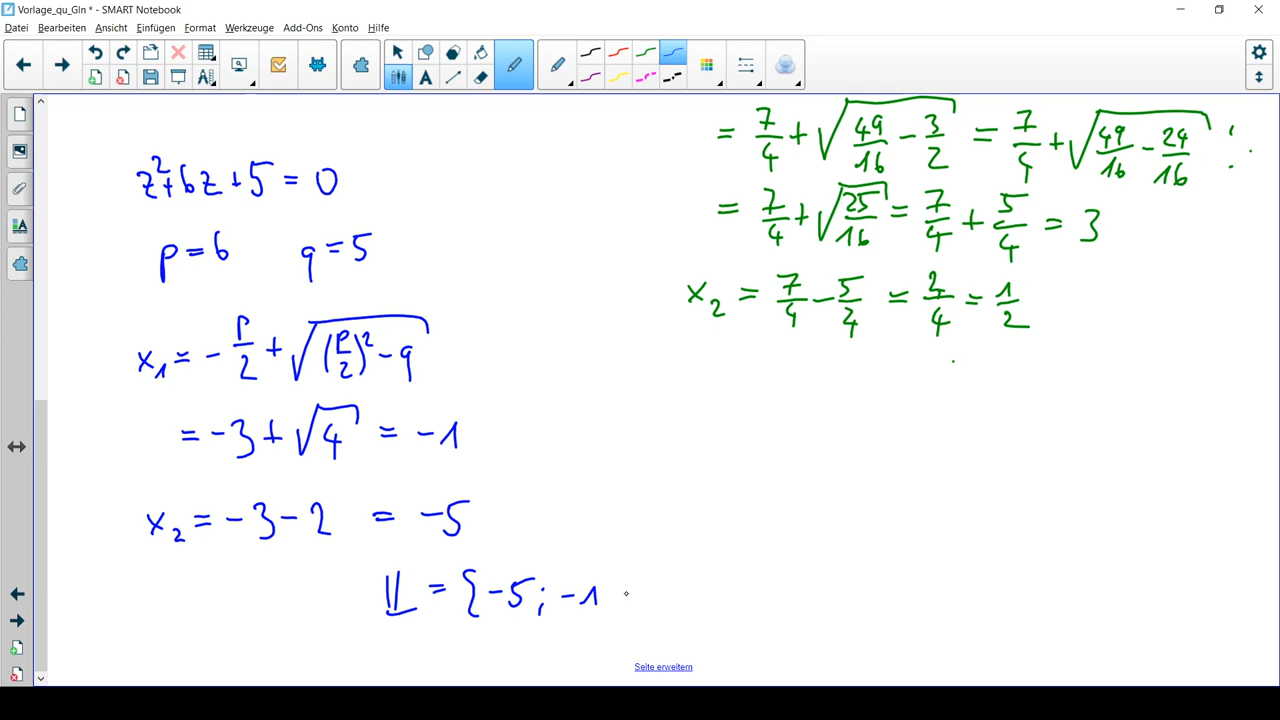 Vorlage_qu_Gln * - SMART Notebook
Datei Bearbeiten Ansicht Einfügen Format Werkzeuge Add-Ons Konto Hilfe
z²+6z+5=0
p=6 q=5
x₁ = -p/2 + √((p/2)² - q)
= -3 + √4 = -1
x₂ = -3 - 2 = -5
𝕃 = {-5; -1
= 7/4 + √(49/16 - 3/2) = 7/4 + √(49/16 - 24/16)
= 7/4 + √(25/16) = 7/4 + 5/4 = 3
x₂ = 7/4 - 5/4 = 2/4 = 1/2
Seite erweitern